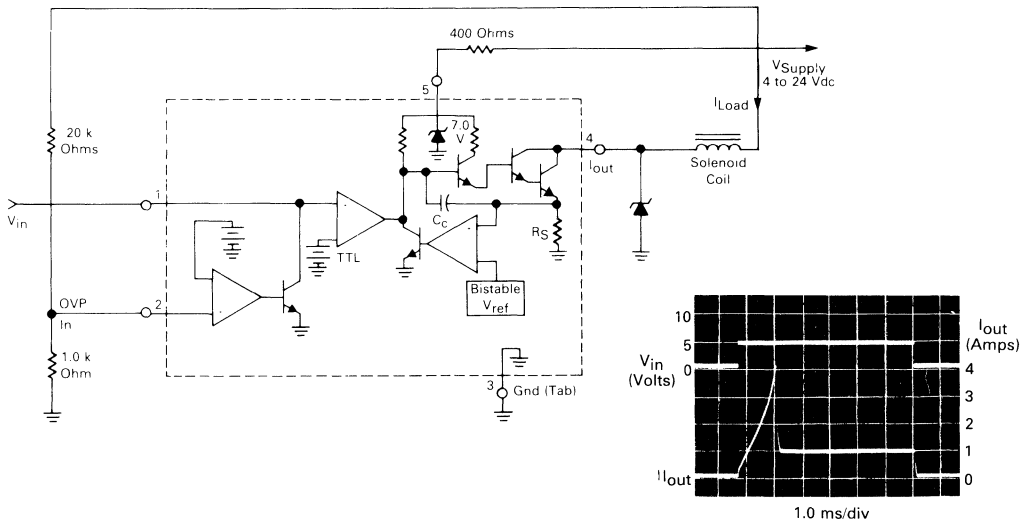 400 Ohms
VSupply
4 to 24 Vdc
5
ILoad
20 k
Ohms
7.0
V
4
Iout
Solenoid
Coil
1
Vin
CC
RS
TTL
Bistable
Vref
OVP
In
2
1.0 k
Ohm
3
Gnd (Tab)
10
5
0
Vin
(Volts)
Iout
(Amps)
4
3
2
1
0
Iout
1.0 ms/div